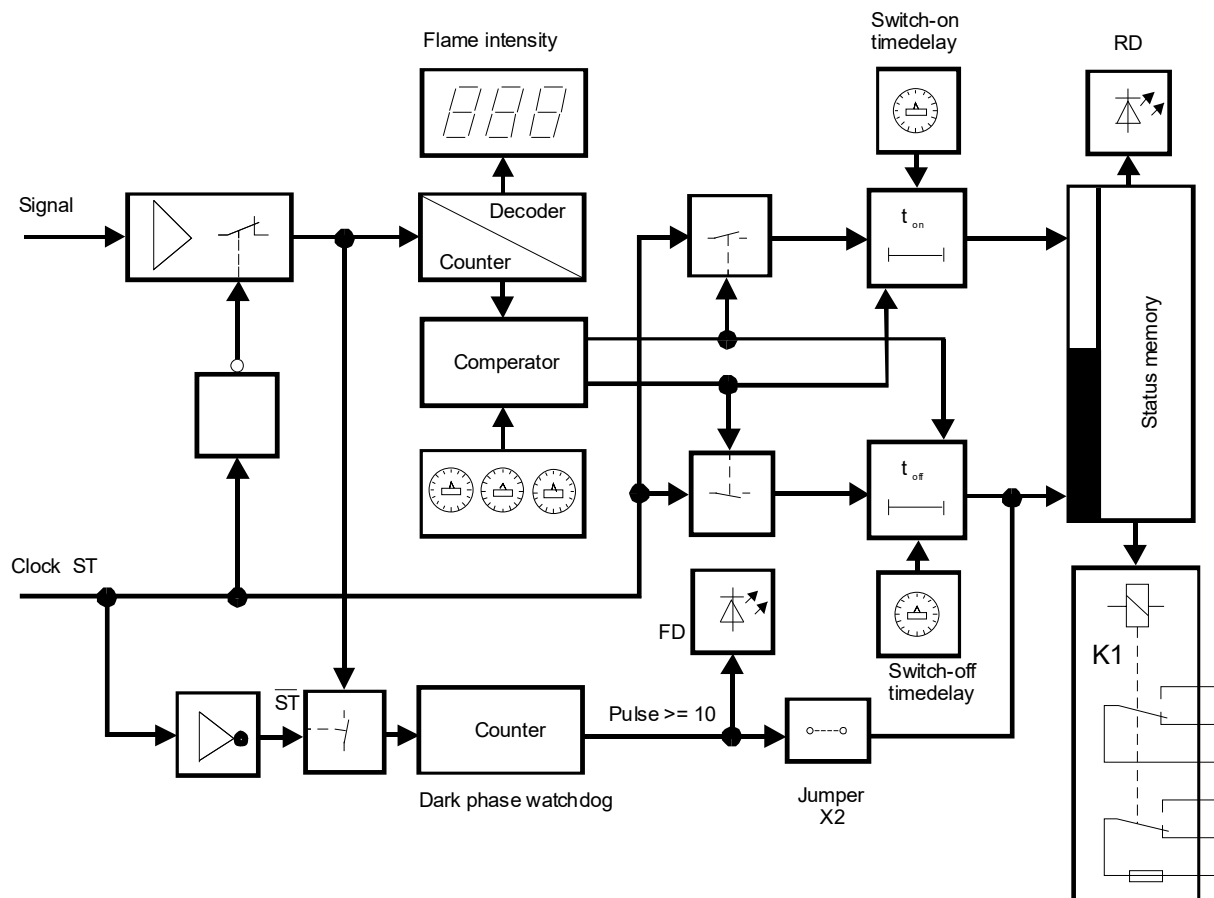 Switch-on
timedelay
Flame intensity
RD
Signal
Decoder
Counter
t on
Comperator
Status memory
t off
Clock ST
FD
K1
Switch-off
timedelay
ST
Counter
Pulse >= 10
Dark phase watchdog
Jumper
X2